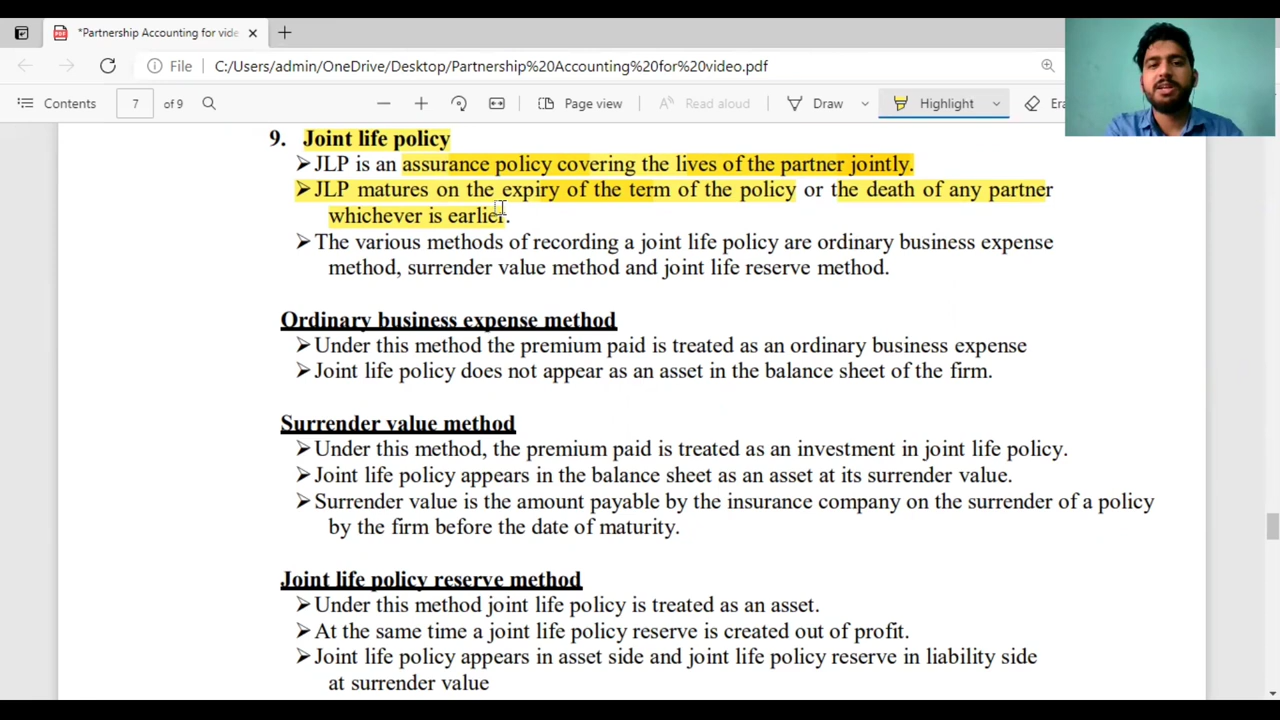 *Partnership Accounting for vide
File
C:/Users/admin/OneDrive/Desktop/Partnership%20Accounting%20for%20video.pdf
Contents
7
of 9
Page view
Read aloud
Draw
Highlight
Era
9. Joint life policy
➢JLP is an assurance policy covering the lives of the partner jointly.
➢JLP matures on the expiry of the term of the policy or the death of any partner
whichever is earlier.
➢The various methods of recording a joint life policy are ordinary business expense
method, surrender value method and joint life reserve method.
Ordinary business expense method
➢Under this method the premium paid is treated as an ordinary business expense
➢Joint life policy does not appear as an asset in the balance sheet of the firm.
Surrender value method
➢Under this method, the premium paid is treated as an investment in joint life policy.
➢Joint life policy appears in the balance sheet as an asset at its surrender value.
➢Surrender value is the amount payable by the insurance company on the surrender of a policy
by the firm before the date of maturity.
Joint life policy reserve method
➢Under this method joint life policy is treated as an asset.
➢At the same time a joint life policy reserve is created out of profit.
➢Joint life policy appears in asset side and joint life policy reserve in liability side
at surrender value